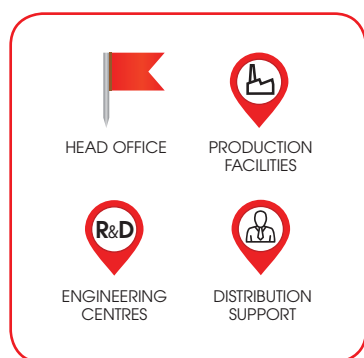 HEAD OFFICE
PRODUCTION
FACILITIES
R&D
ENGINEERING
CENTRES
DISTRIBUTION
SUPPORT